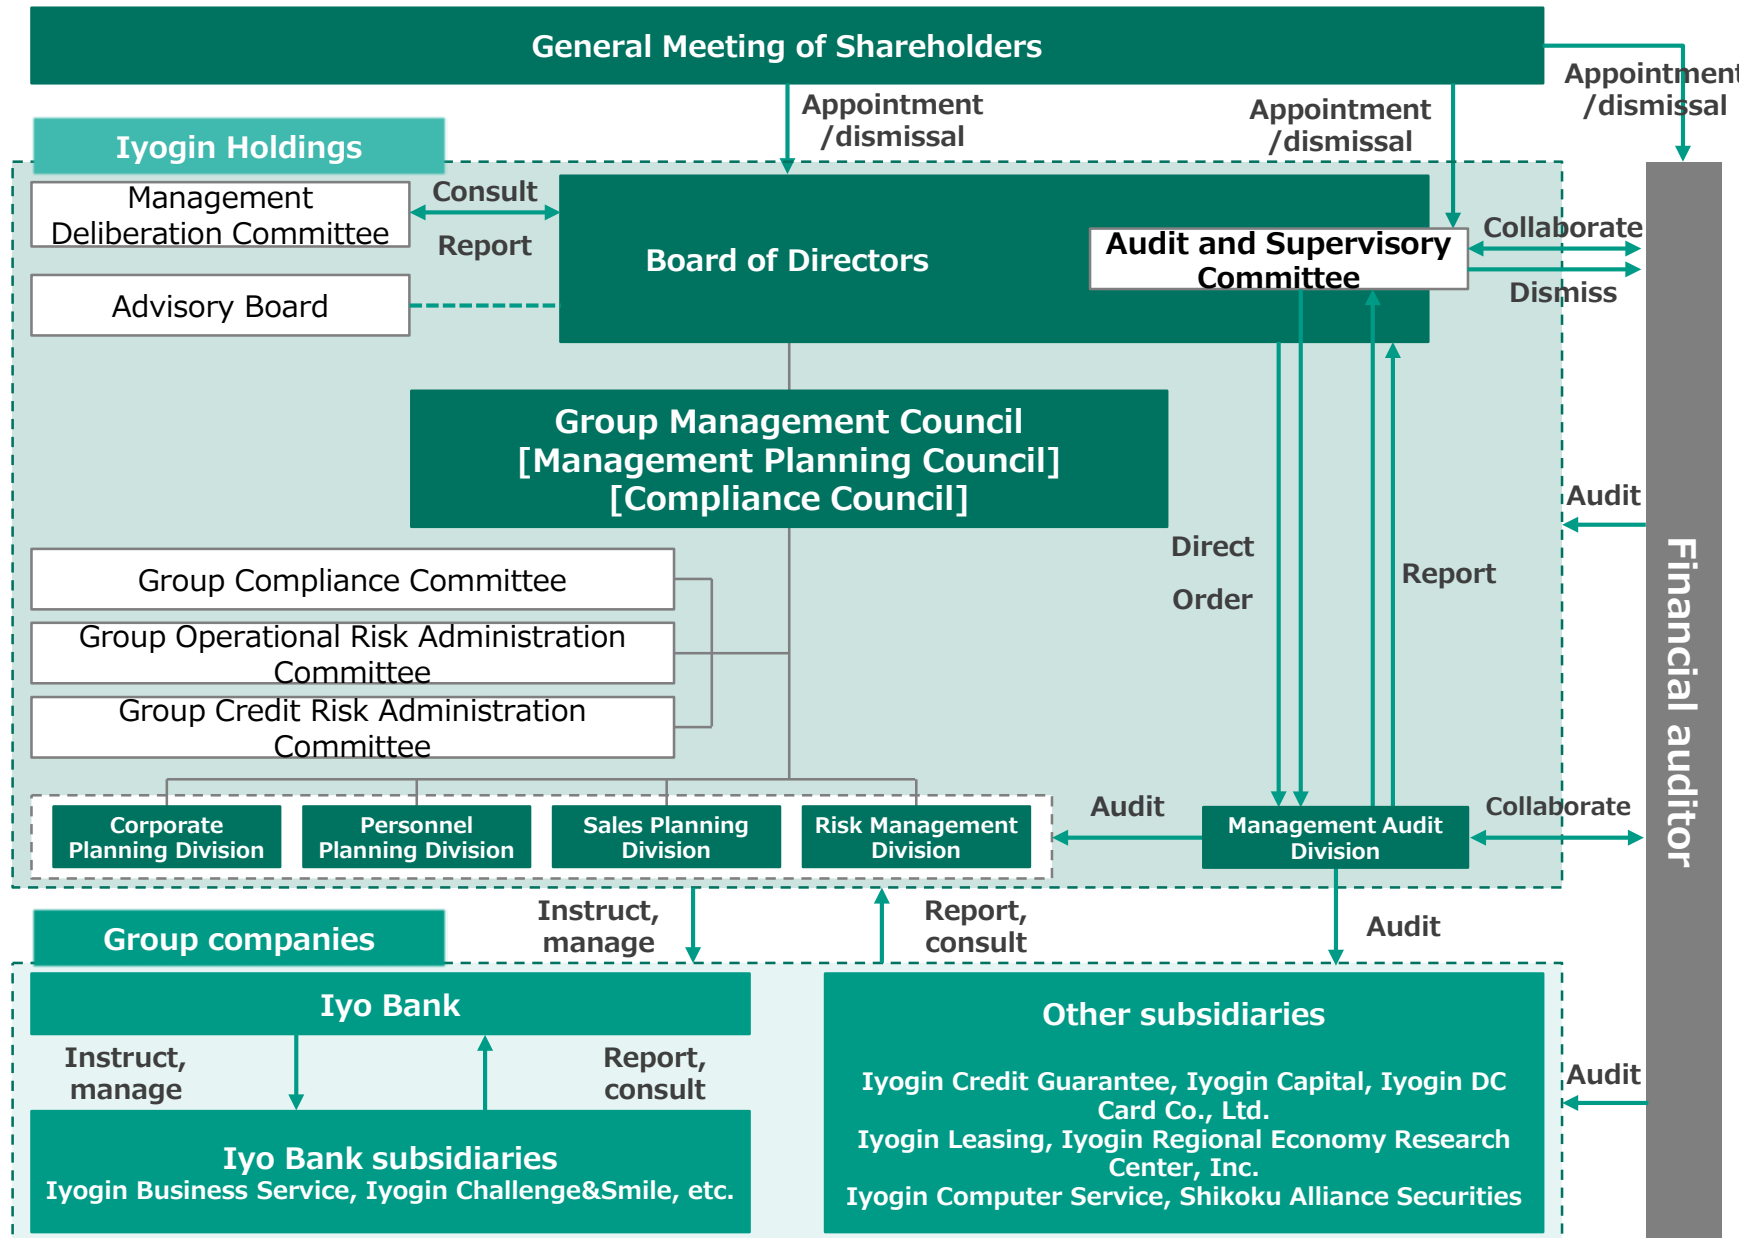 General Meeting of Shareholders
Appointment
/dismissal
Appointment
/dismissal
Appointment
/dismissal
Iyogin Holdings
Management
Deliberation Committee
Consult
Report
Advisory Board
Board of Directors
Audit and Supervisory
Committee
Collaborate
Dismiss
Group Management Council
[Management Planning Council]
[Compliance Council]
Direct
Order
Report
Audit
Financial auditor
Group Compliance Committee
Group Operational Risk Administration
Committee
Group Credit Risk Administration
Committee
Corporate
Planning Division
Personnel
Planning Division
Sales Planning
Division
Risk Management
Division
Audit
Management Audit
Division
Collaborate
Instruct,
manage
Report,
consult
Audit
Group companies
Iyo Bank
Instruct,
manage
Report,
consult
Iyo Bank subsidiaries
Iyogin Business Service, Iyogin Challenge&Smile, etc.
Other subsidiaries
Iyogin Credit Guarantee, Iyogin Capital, Iyogin DC
Card Co., Ltd.
Iyogin Leasing, Iyogin Regional Economy Research
Center, Inc.
Iyogin Computer Service, Shikoku Alliance Securities
Audit